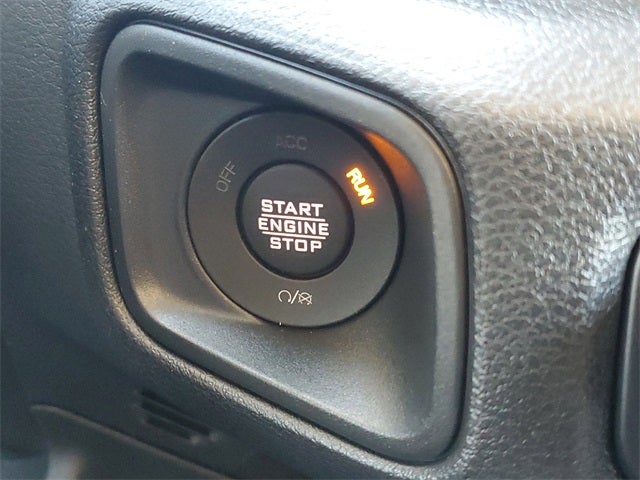 ACC
OFF
RUN
START
ENGINE
STOP